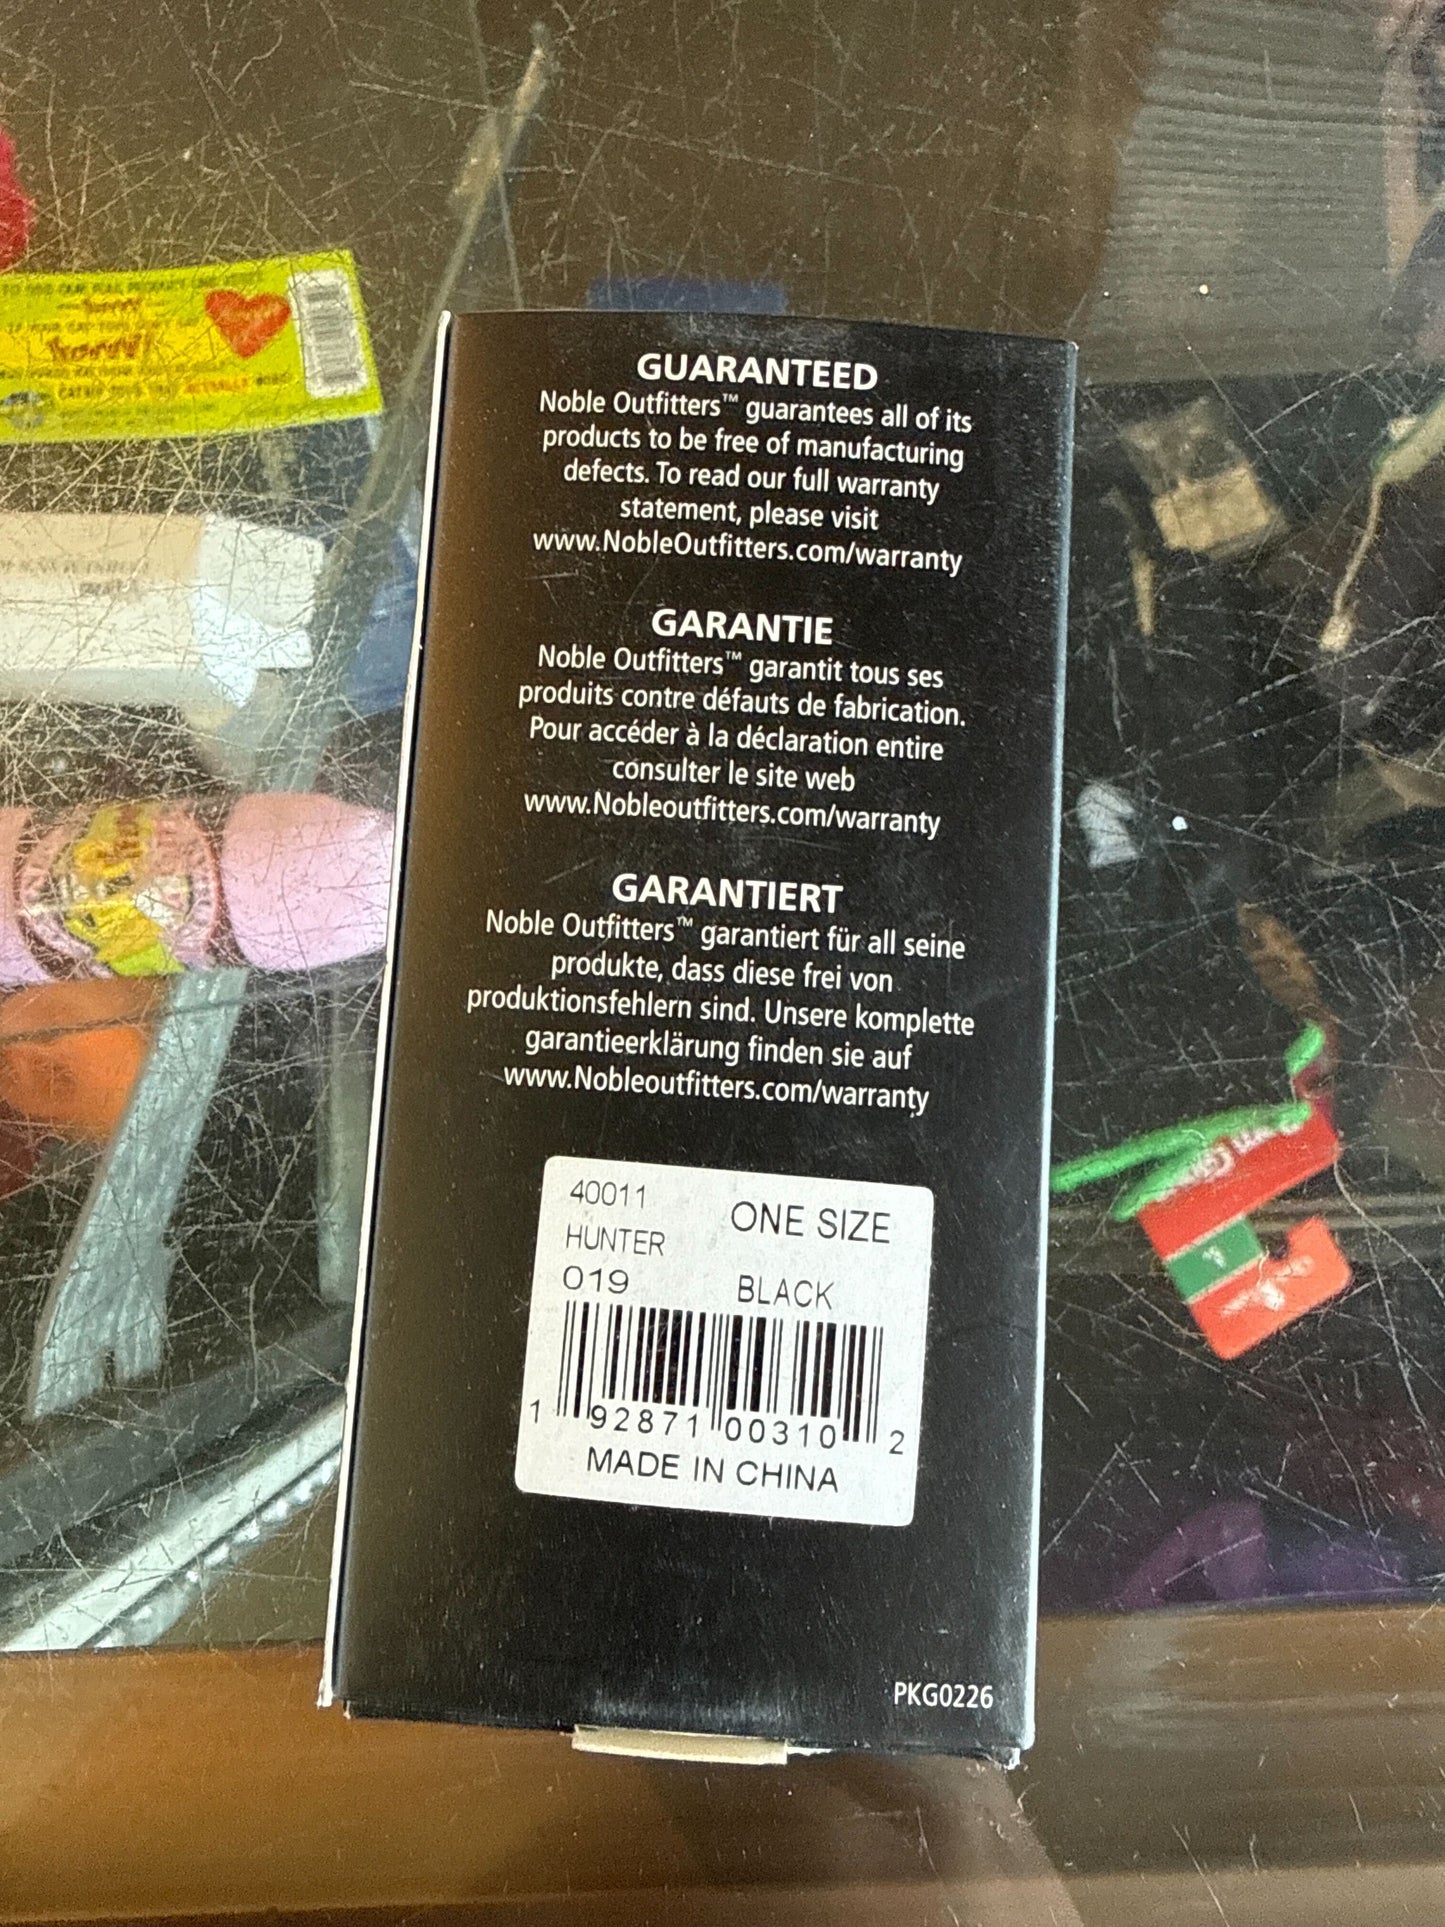 GUARANTEED
Noble Outfitters™ guarantees all of its
products to be free of manufacturing
defects. To read our full warranty
statement, please visit
www.NobleOutfitters.com/warranty
GARANTIE
Noble Outfitters™ garantit tous ses
produits contre défauts de fabrication.
Pour accéder à la déclaration entire
consulter le site web
www.Nobleoutfitters.com/warranty
GARANTIERT
Noble Outfitters™ garantiert für all seine
produkte, dass diese frei von
produktionsfehlern sind. Unsere komplette
garantieerklärung finden sie auf
www.Nobleoutfitters.com/warranty
40011 ONE SIZE
HUNTER
019 BLACK
1 92871 00310 2
MADE IN CHINA
PKG0226